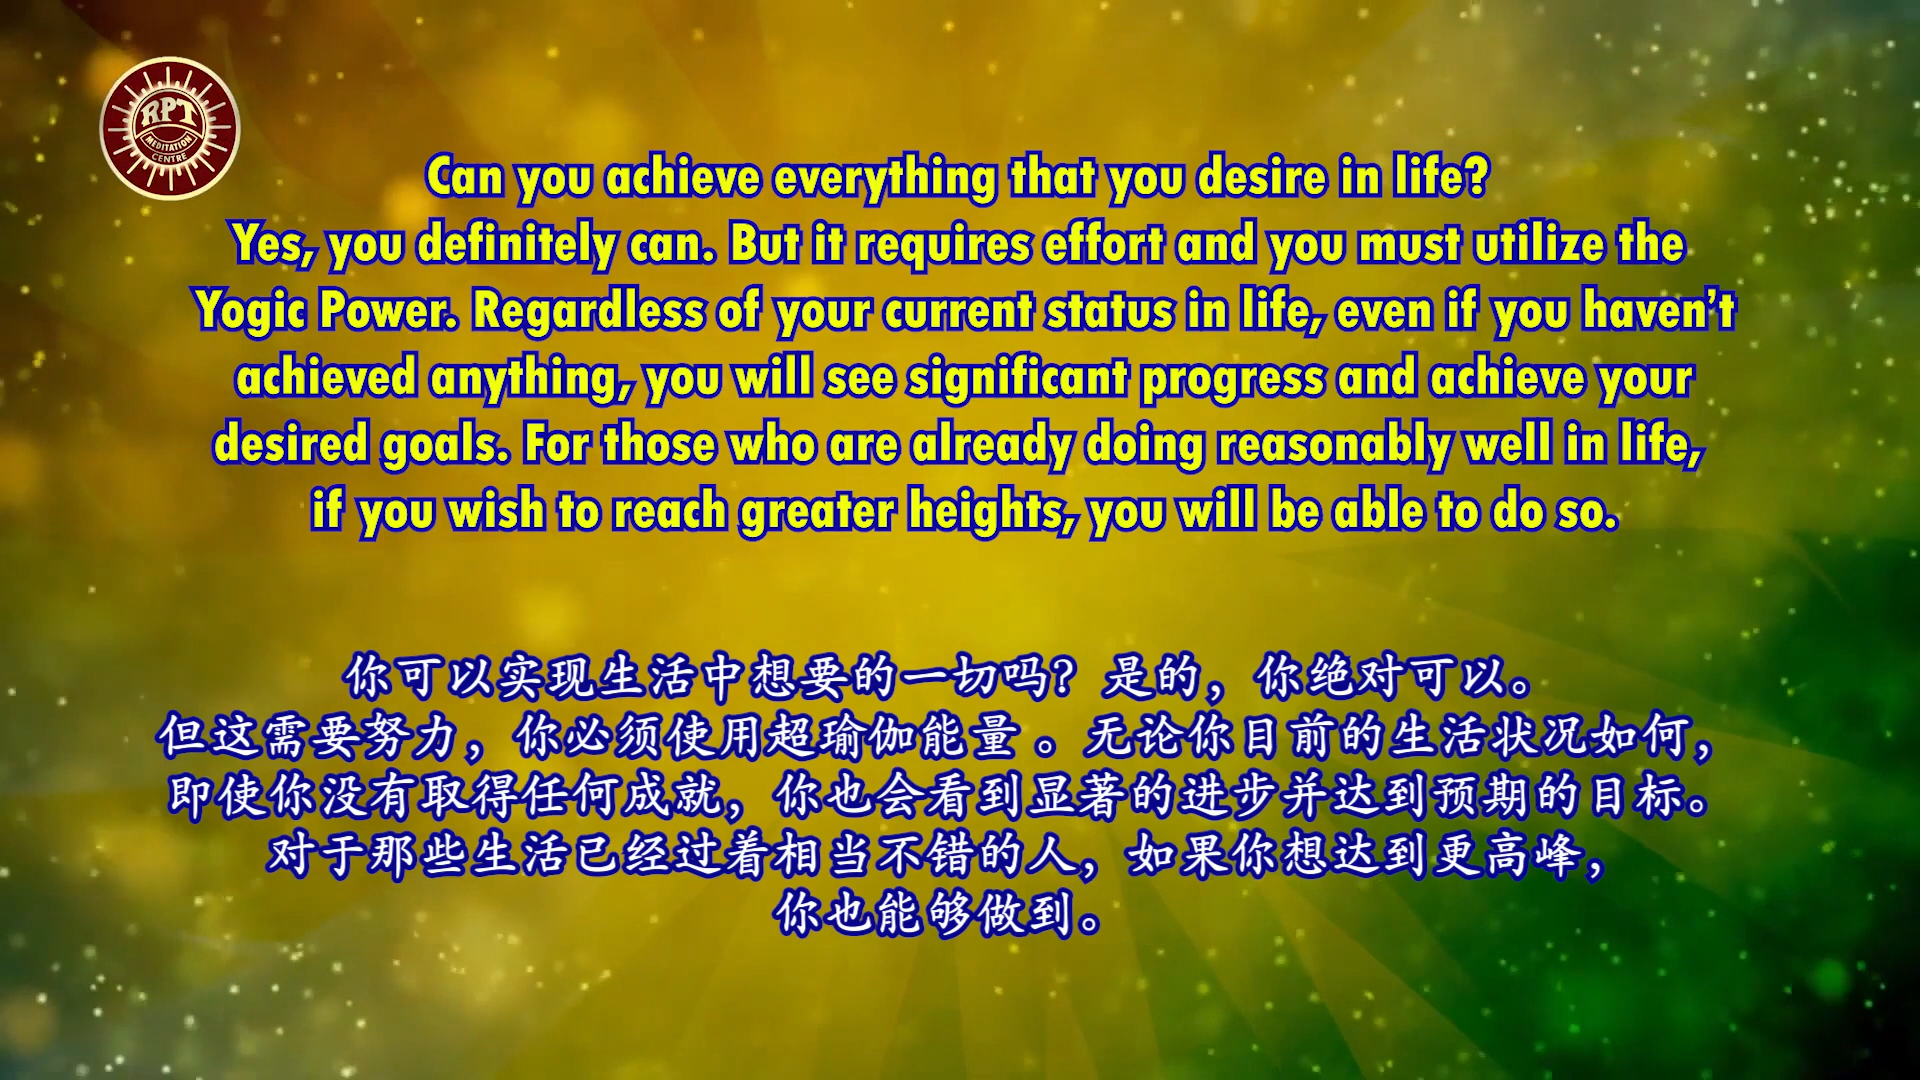 RPT
MEDITATION
CENTRE
Can you achieve everything that you desire in life?
Yes, you definitely can. But it requires effort and you must utilize the
Yogic Power. Regardless of your current status in life, even if you haven’t
achieved anything, you will see significant progress and achieve your
desired goals. For those who are already doing reasonably well in life,
if you wish to reach greater heights, you will be able to do so.
你可以实现生活中想要的一切吗？是的，你绝对可以。
但这需要努力，你必须使用超瑜伽能量 。无论你目前的生活状况如何，
即使你没有取得任何成就，你也会看到显著的进步并达到预期的目标。
对于那些生活已经过着相当不错的人，如果你想达到更高峰，
你也能够做到。